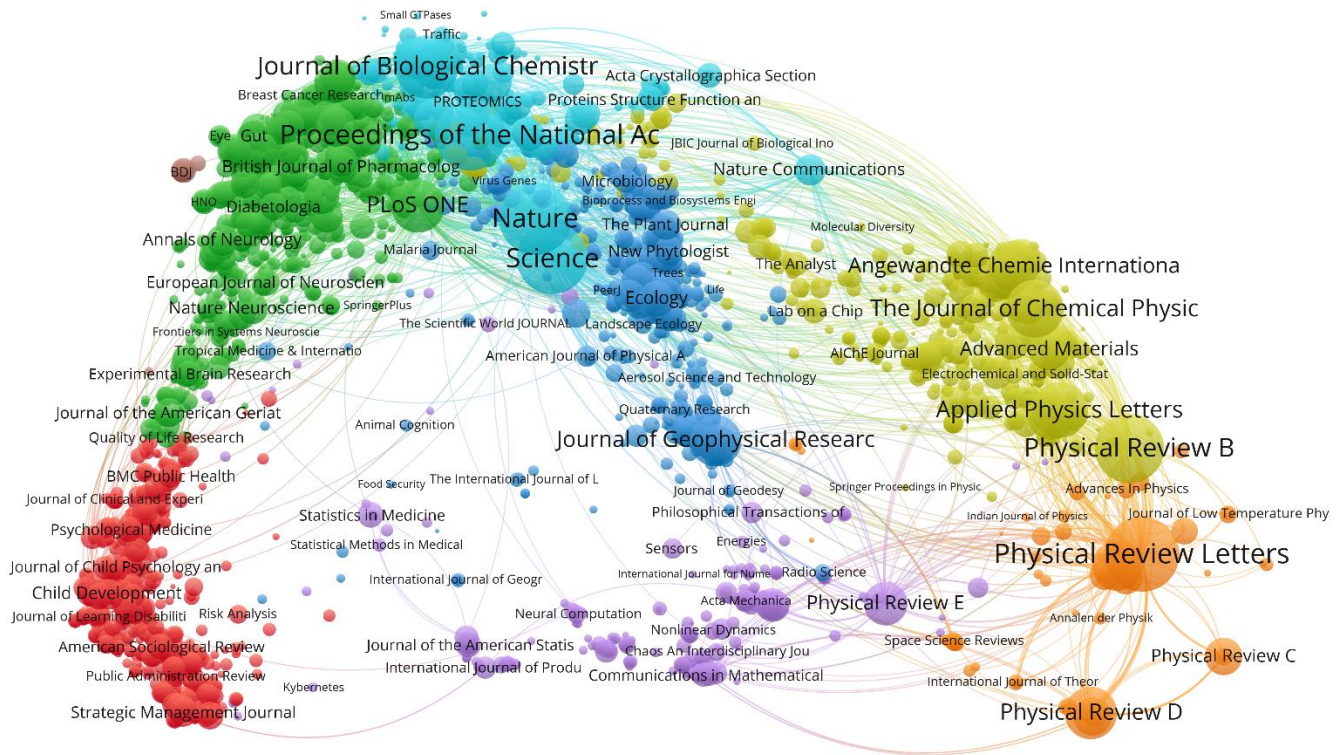 Small GTPases
Traffic
Journal of Biological Chemistr
Acta Crystallographica Section
Breast Cancer Research
mAbs
PROTEOMICS
Proteins Structure Function an
Eye
Gut
Proceedings of the National Ac
JBIC Journal of Biological Ino
BDJ
British Journal of Pharmacolog
Nature Communications
Virus Genes
Microbiology
HNO
Diabetologia
PLoS ONE
Bioprocess and Biosystems Engi
Nature
The Plant Journal
Molecular Diversity
Annals of Neurology
Malaria Journal
Science
New Phytologist
The Analyst
Angewandte Chemie Internationa
Trees
European Journal of Neuroscien
PeerJ
Life
Ecology
Nature Neuroscience
SpringerPlus
Lab on a Chip
The Journal of Chemical Physic
Frontiers in Systems Neuroscie
The Scientific World JOURNAL
Landscape Ecology
Tropical Medicine & Internatio
American Journal of Physical A
AIChE Journal
Advanced Materials
Experimental Brain Research
Aerosol Science and Technology
Electrochemical and Solid-Stat
Journal of the American Geriat
Quaternary Research
Applied Physics Letters
Animal Cognition
Quality of Life Research
Journal of Geophysical Researc
Physical Review B
BMC Public Health
Food Security
The International Journal of L
Journal of Geodesy
Springer Proceedings in Physic
Advances In Physics
Journal of Clinical and Experi
Statistics in Medicine
Philosophical Transactions of
Indian Journal of Physics
Journal of Low Temperature Phy
Psychological Medicine
Statistical Methods in Medical
Sensors
Energies
Physical Review Letters
Journal of Child Psychology an
International Journal of Geogr
International Journal for Nume
Radio Science
Child Development
Acta Mechanica
Physical Review E
Journal of Learning Disabiliti
Risk Analysis
Neural Computation
Nonlinear Dynamics
Annalen der Physik
American Sociological Review
Journal of the American Statis
Chaos An Interdisciplinary Jou
Space Science Reviews
Physical Review C
Public Administration Review
International Journal of Produ
Communications in Mathematical
International Journal of Theor
Kybernetes
Strategic Management Journal
Physical Review D